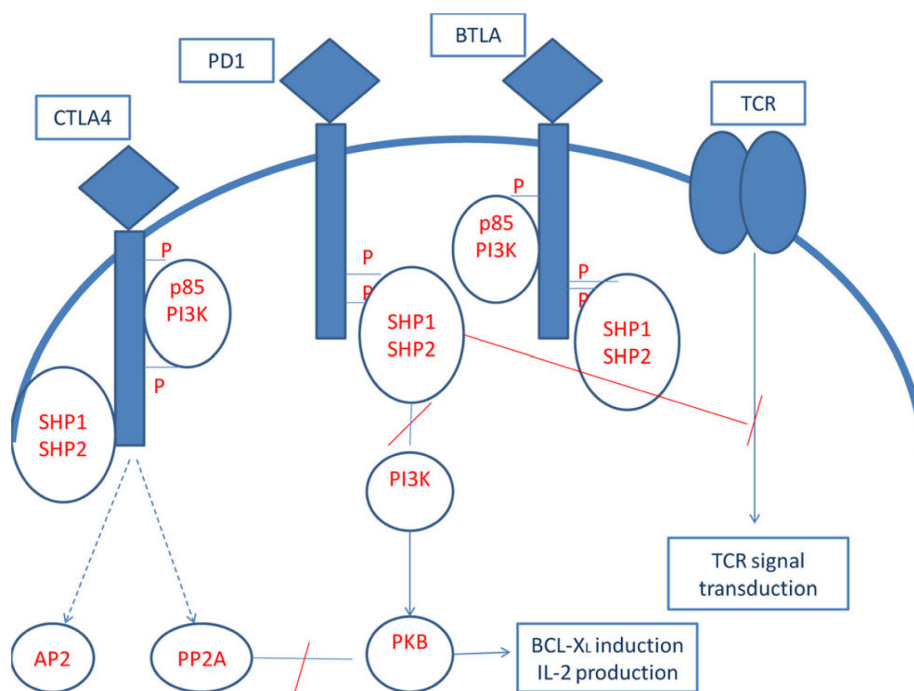 BTLA
PD1
TCR
CTLA4
P
p85
PI3K
P
p85
PI3K
P
P
P
P
SHP1
SHP2
SHP1
SHP2
P
SHP1
SHP2
PI3K
TCR signal
transduction
AP2
PP2A
PKB
BCL-XL induction
IL-2 production